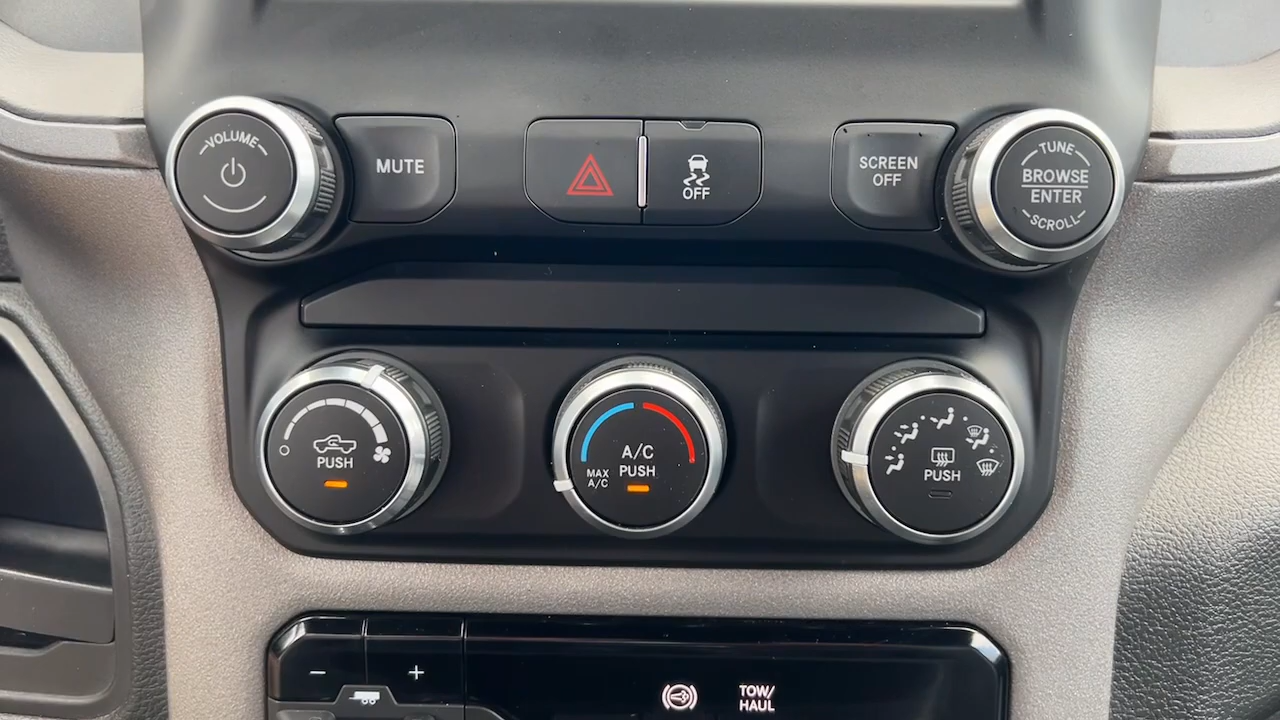 VOLUME
MUTE
OFF
SCREEN
OFF
TUNE
BROWSE
ENTER
SCROLL
PUSH
A/C
PUSH
MAX
A/C
PUSH
- +
TOW/
HAUL